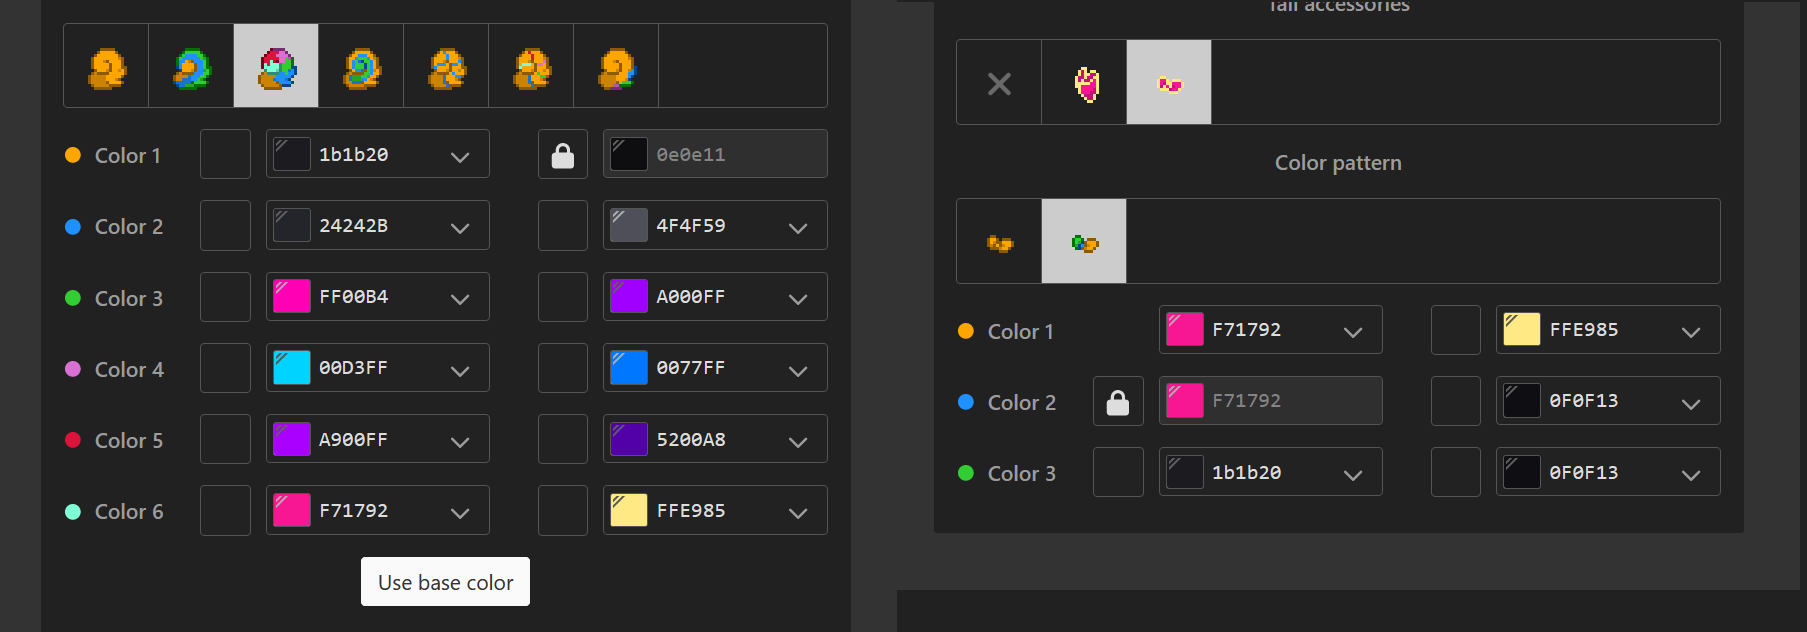 Color 1 1b1b20 0e0e11
Color 2 24242B 4F4F59
Color 3 FF00B4 A000FF
Color 4 00D3FF 0077FF
Color 5 A900FF 5200A8
Color 6 F71792 FFE985
Use base color
Tail accessories
Color pattern
Color 1 F71792 FFE985
Color 2 F71792 0F0F13
Color 3 1b1b20 0F0F13